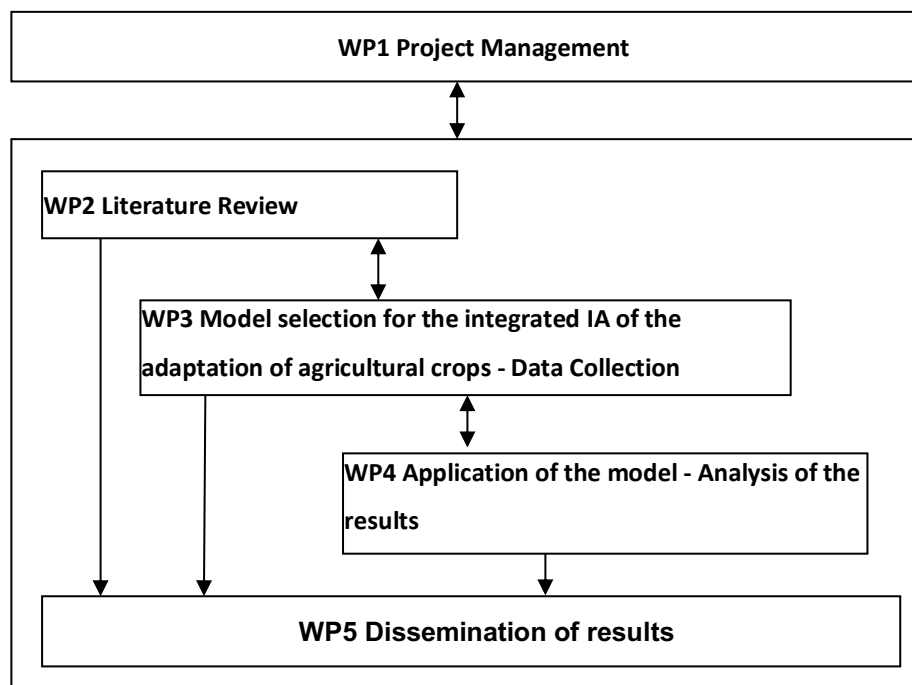 WP1 Project Management
WP2 Literature Review
WP3 Model selection for the integrated IA of the
adaptation of agricultural crops - Data Collection
WP4 Application of the model - Analysis of the
results
WP5 Dissemination of results